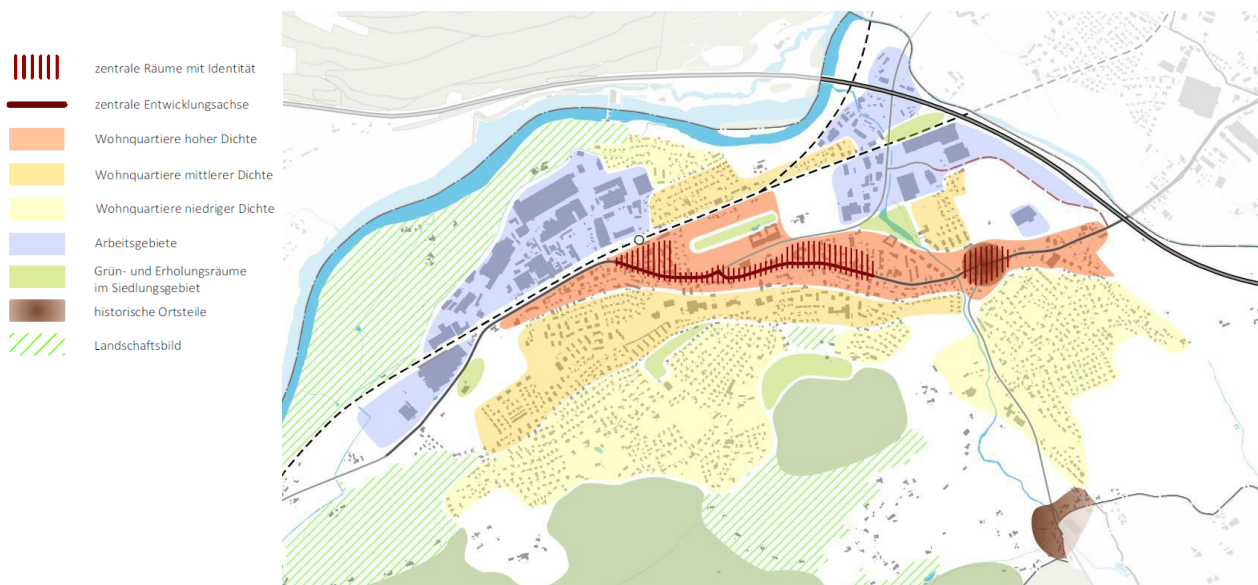 zentrale Räume mit Identität
zentrale Entwicklungsachse
Wohnquartiere hoher Dichte
Wohnquartiere mittlerer Dichte
Wohnquartiere niedriger Dichte
Arbeitsgebiete
Grün- und Erholungsräume
im Siedlungsgebiet
historische Ortsteile
Landschaftsbild